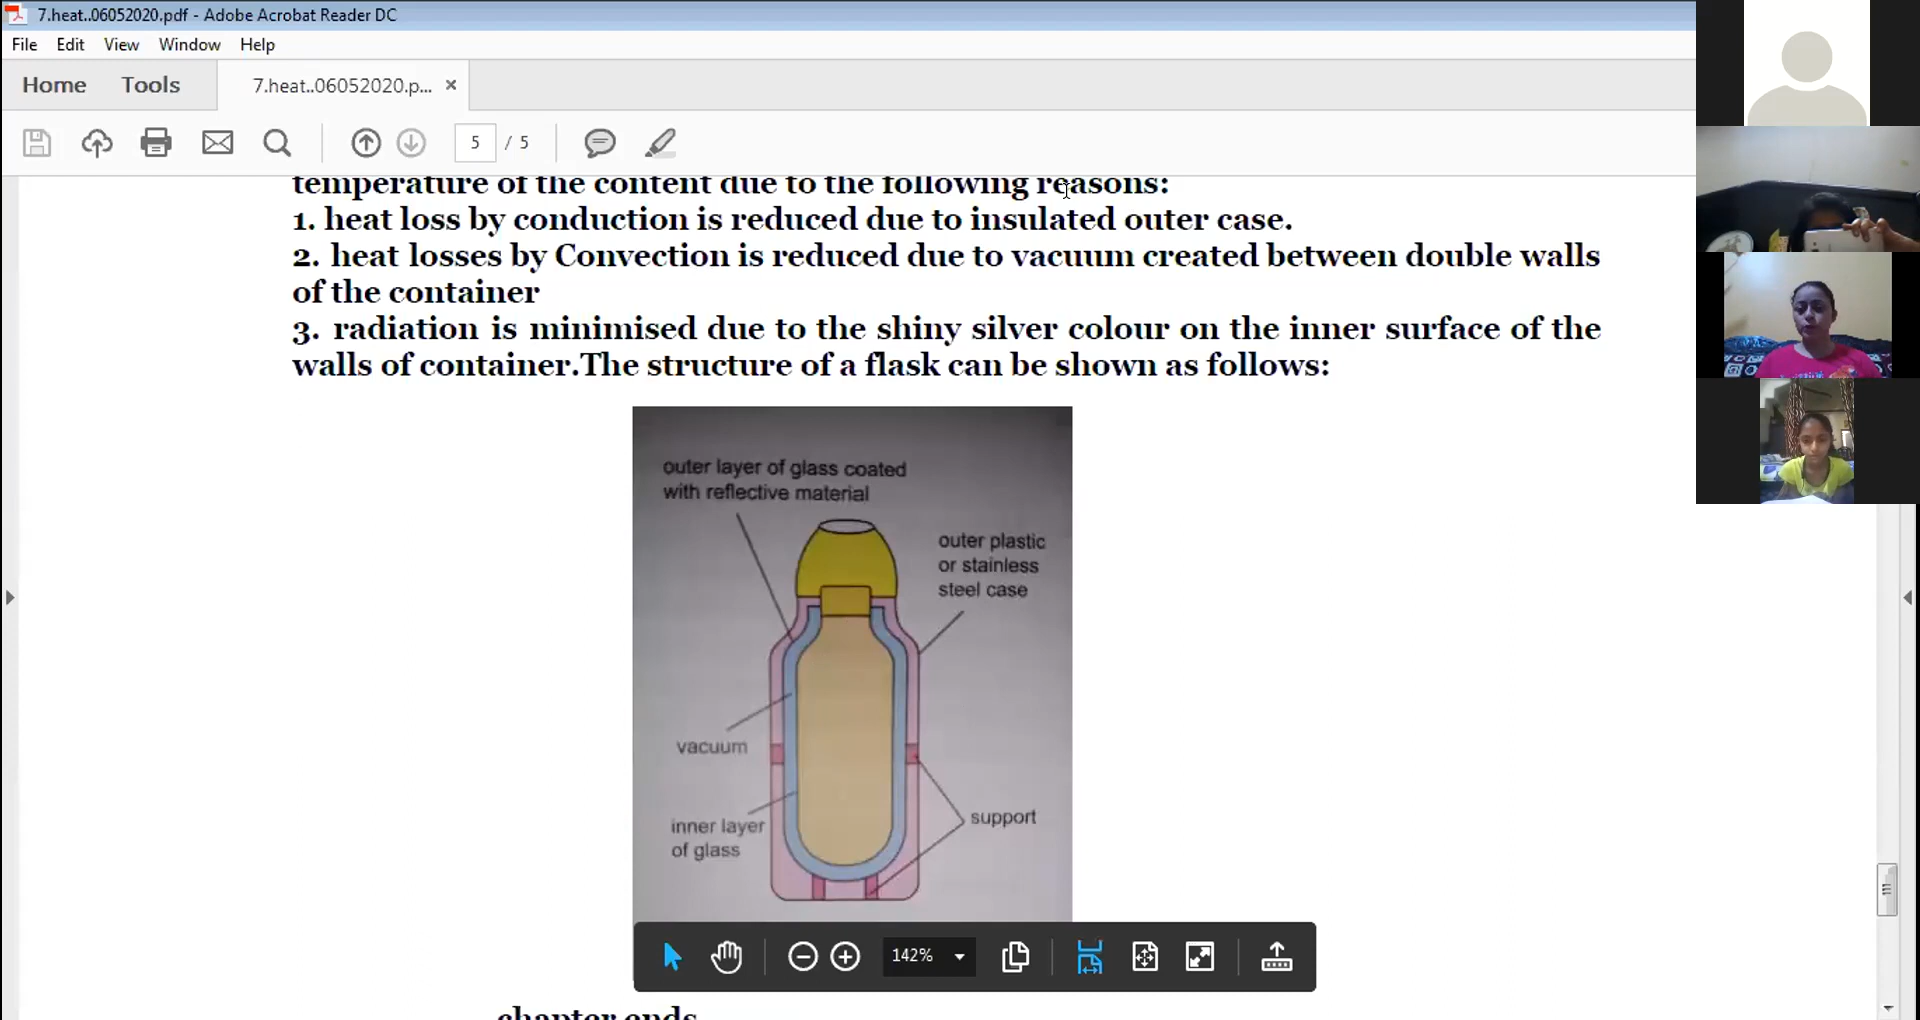 7.heat..06052020.pdf - Adobe Acrobat Reader DC
File Edit View Window Help
Home Tools 7.heat..06052020.p... ×
5 / 5
temperature of the content due to the following reasons:
1. heat loss by conduction is reduced due to insulated outer case.
2. heat losses by Convection is reduced due to vacuum created between double walls
of the container
3. radiation is minimised due to the shiny silver colour on the inner surface of the
walls of container.The structure of a flask can be shown as follows:
outer layer of glass coated
with reflective material
outer plastic
or stainless
steel case
vacuum
inner layer
of glass
support
142%
chapter ends